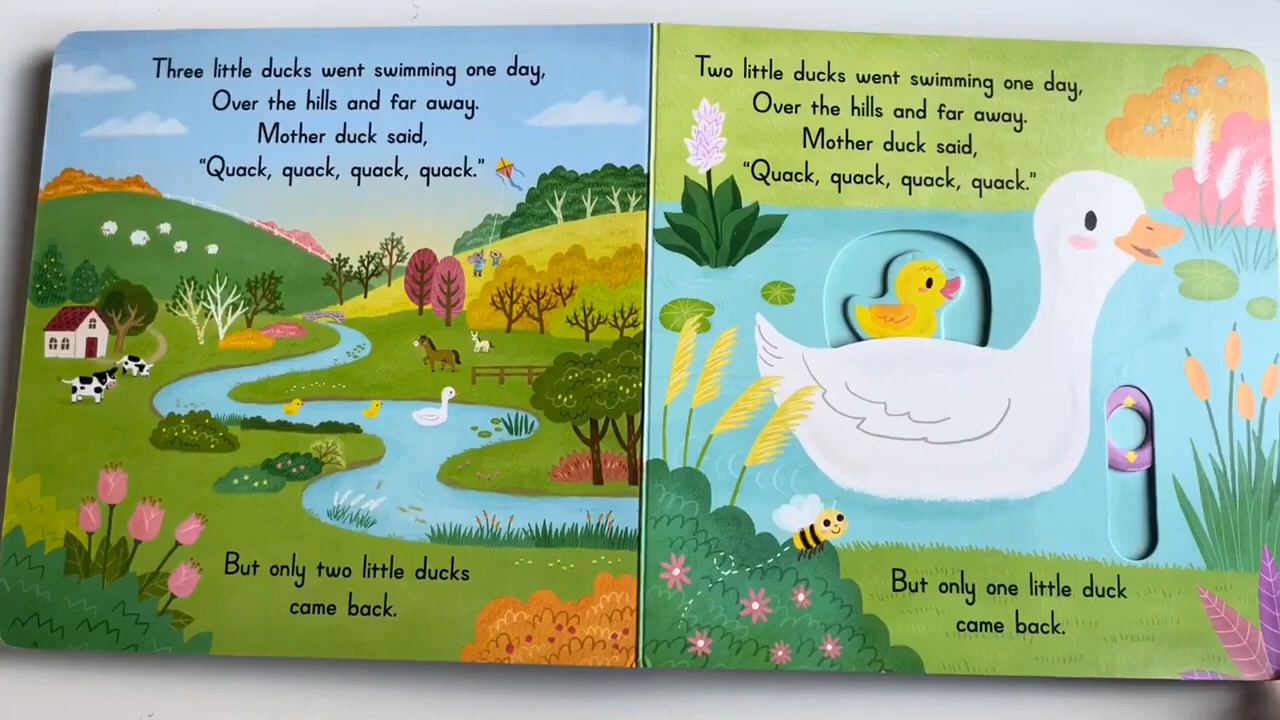 Three little ducks went swimming one day,
Over the hills and far away.
Mother duck said,
“Quack, quack, quack, quack.”
But only two little ducks
came back.
Two little ducks went swimming one day,
Over the hills and far away.
Mother duck said,
“Quack, quack, quack, quack.”
But only one little duck
came back.